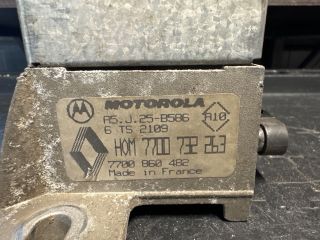 MOTOROLA
A5.J.25-B586
6 TS 2109
A10
HOM 7700 732 263
7700 860 482
Made in France